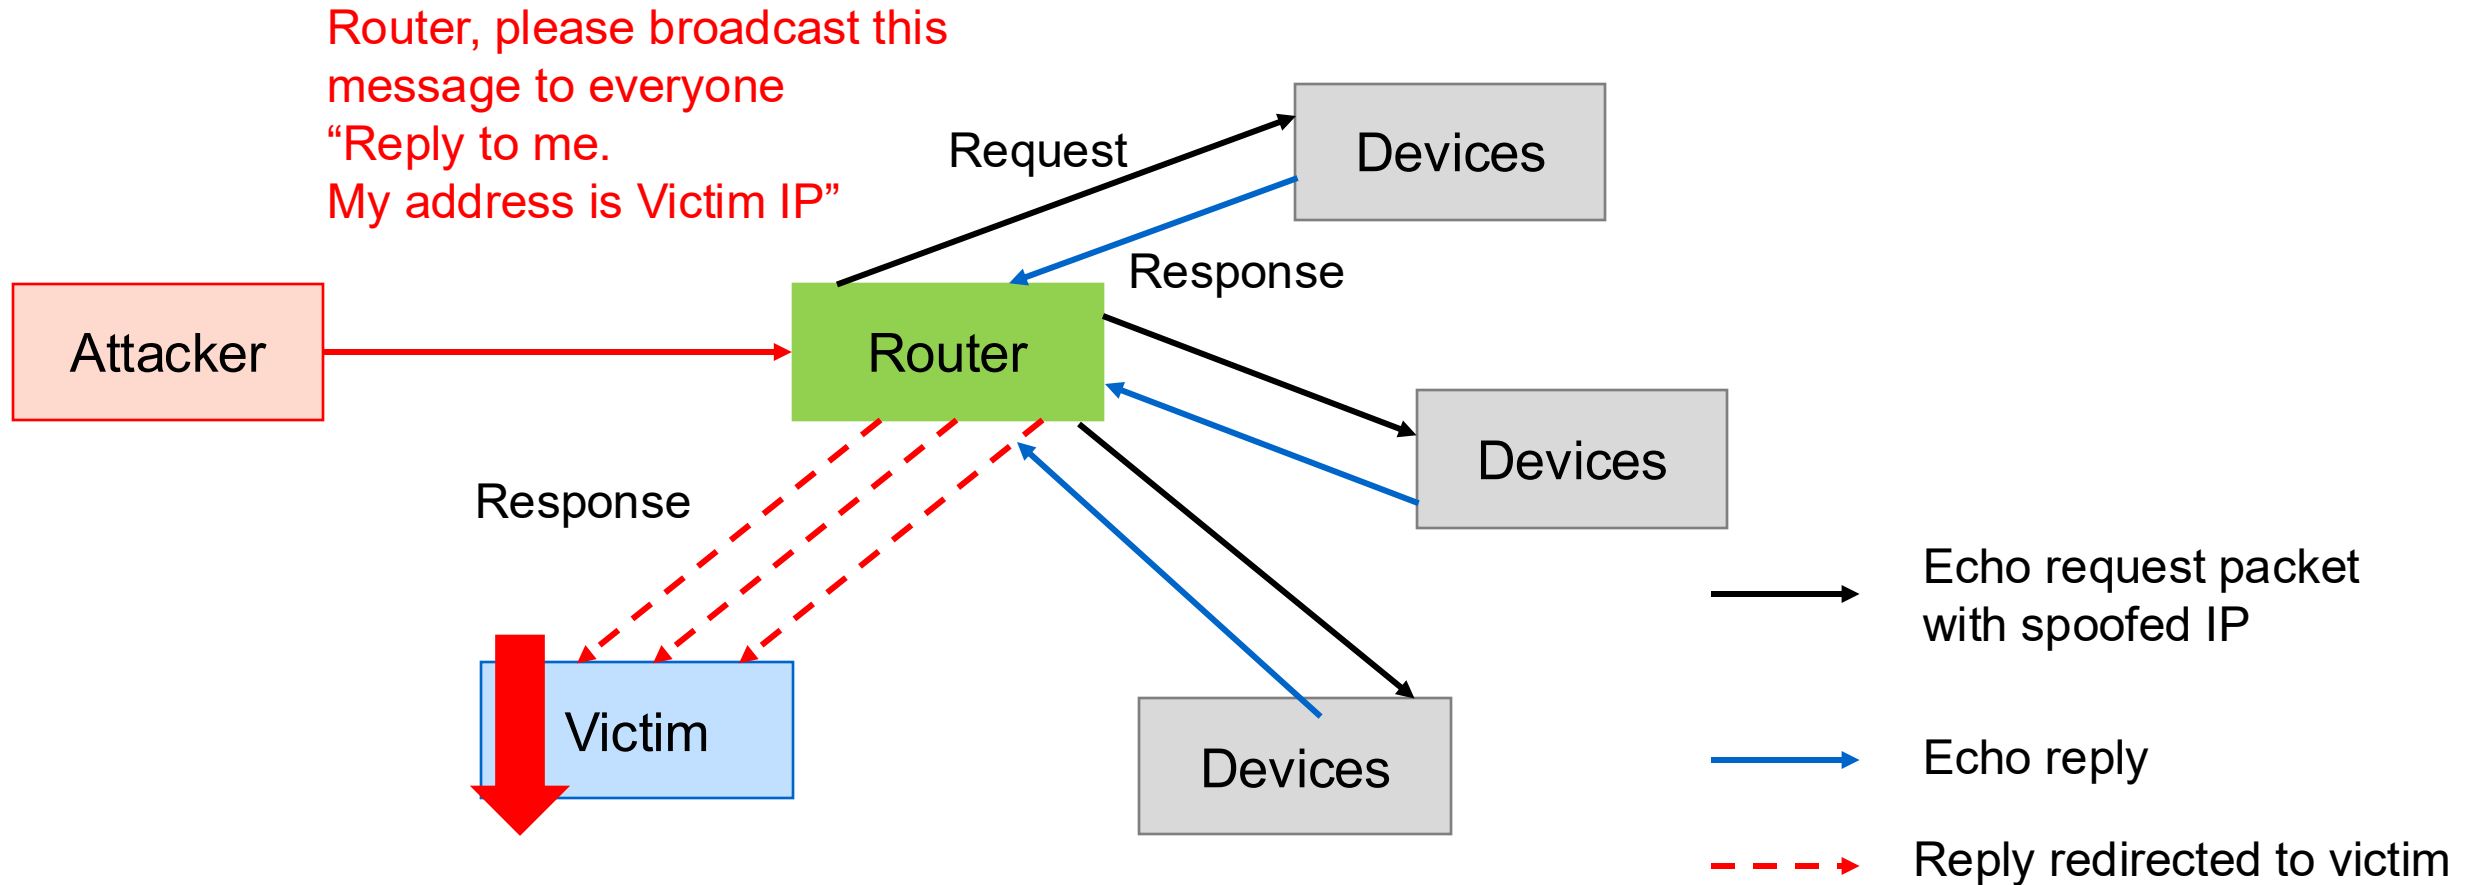 Router, please broadcast this
message to everyone
“Reply to me.
My address is Victim IP”
Request
Devices
Response
Attacker
Router
Devices
Response
Victim
Devices
Echo request packet
with spoofed IP
Echo reply
Reply redirected to victim